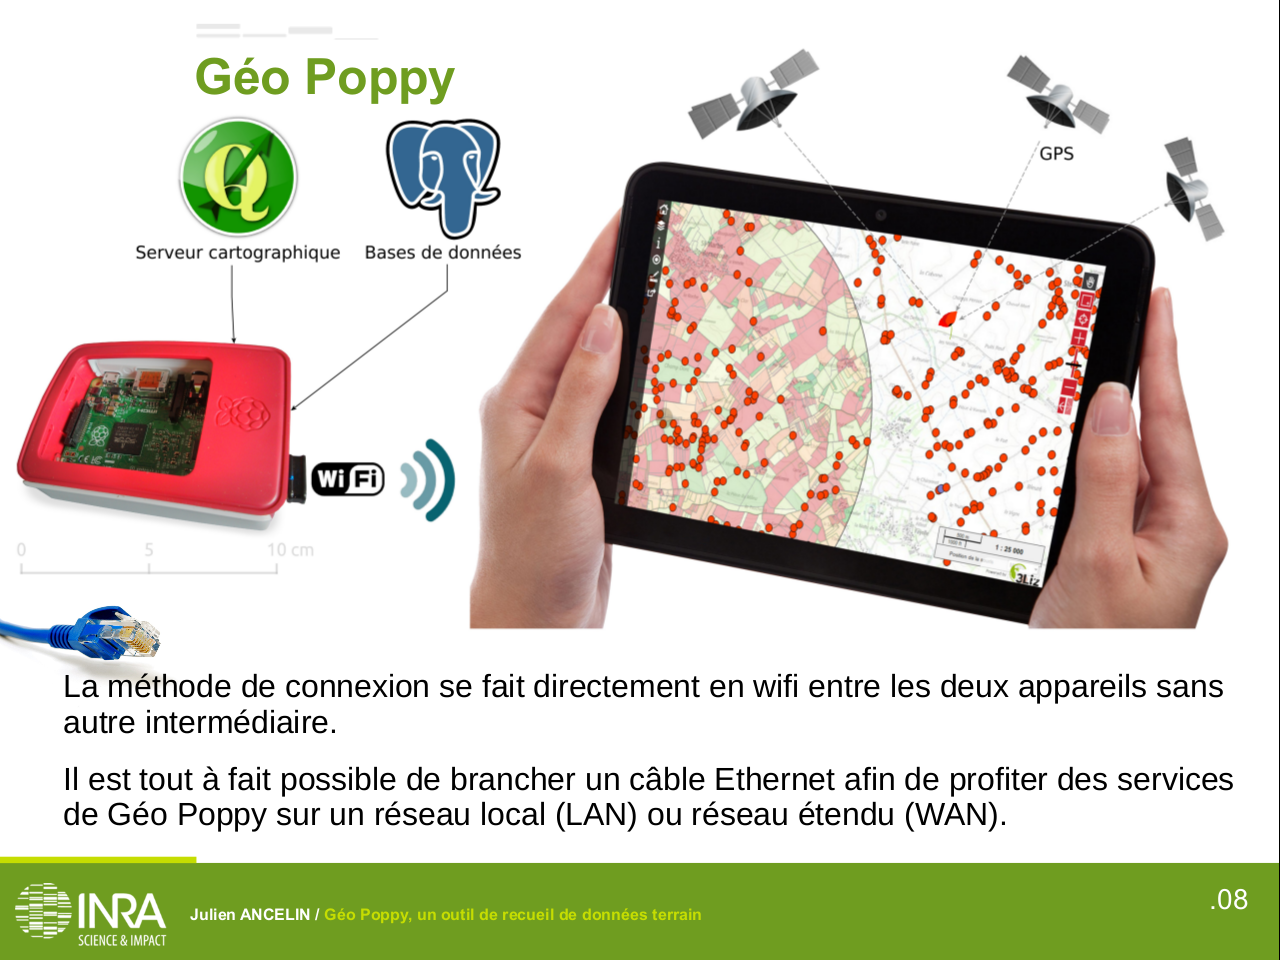 Géo Poppy
GPS
Serveur cartographique
Bases de données
WiFi
0 5 10 cm
1 : 25 000
3Liz
La méthode de connexion se fait directement en wifi entre les deux appareils sans
autre intermédiaire.
Il est tout à fait possible de brancher un câble Ethernet afin de profiter des services
de Géo Poppy sur un réseau local (LAN) ou réseau étendu (WAN).
INRA
SCIENCE & IMPACT
Julien ANCELIN / Géo Poppy, un outil de recueil de données terrain
.08